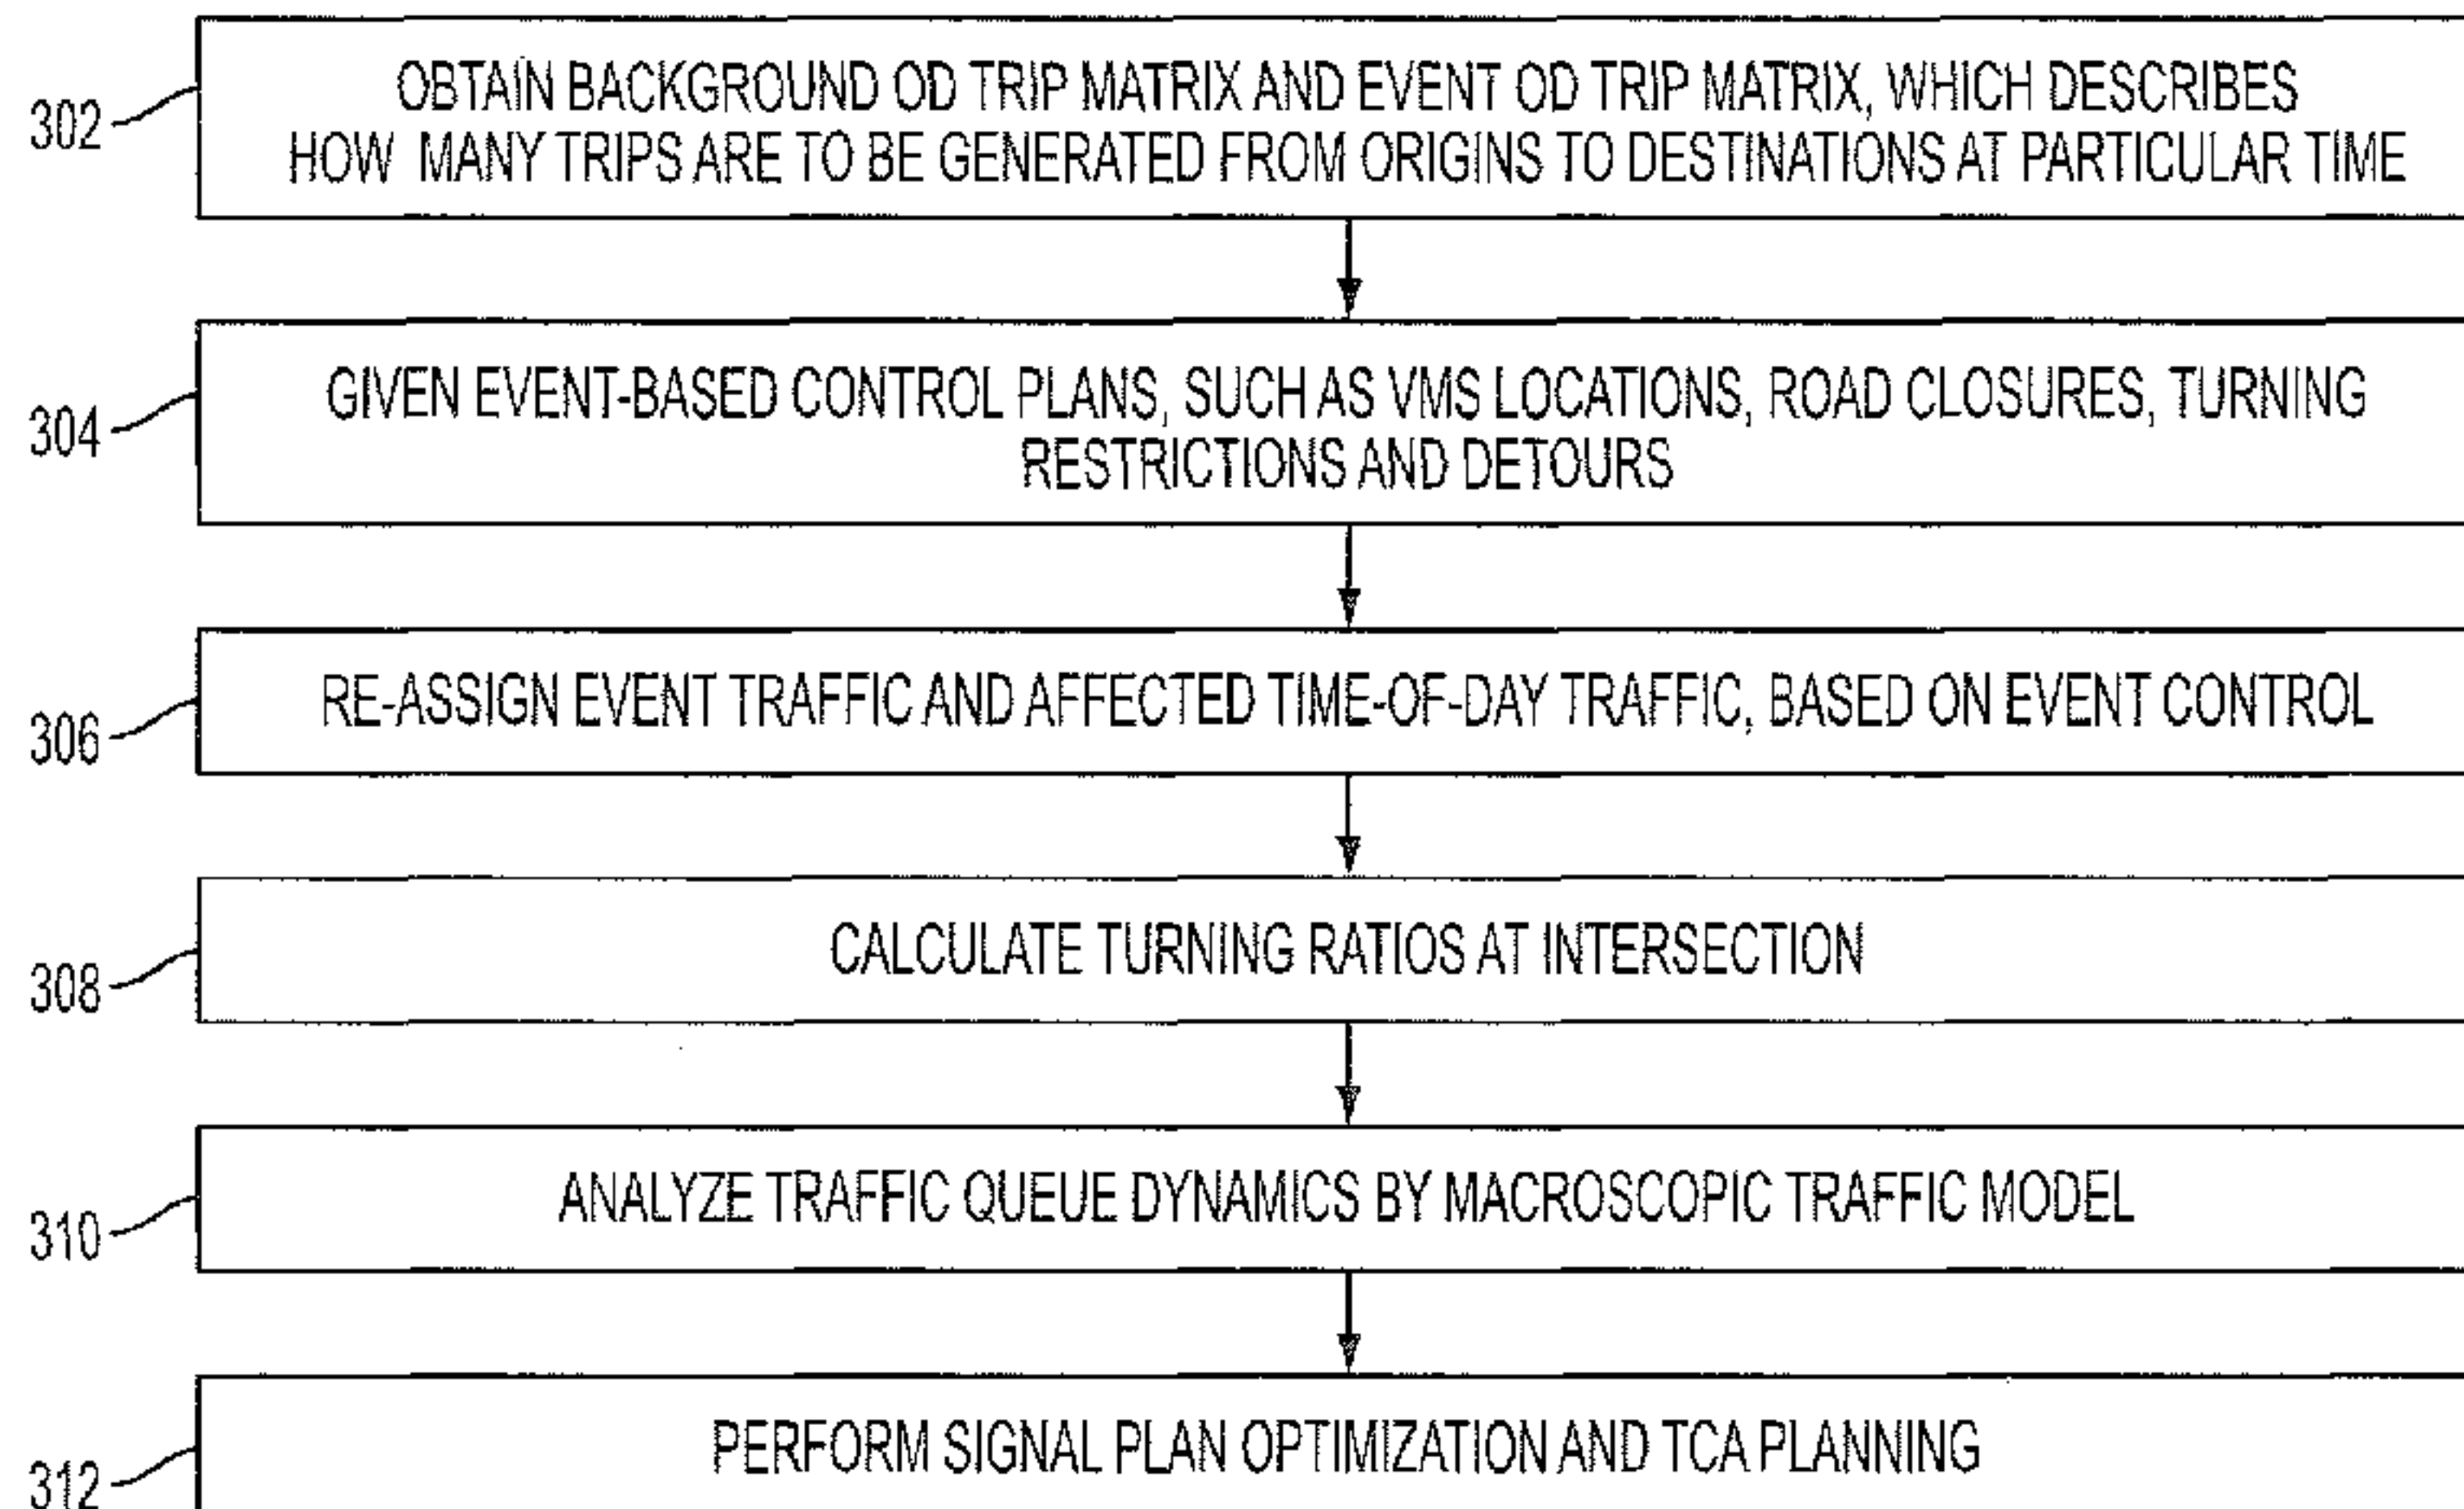 302
OBTAIN BACKGROUND OD TRIP MATRIX AND EVENT OD TRIP MATRIX, WHICH DESCRIBES
HOW MANY TRIPS ARE TO BE GENERATED FROM ORIGINS TO DESTINATIONS AT PARTICULAR TIME
304
GIVEN EVENT-BASED CONTROL PLANS, SUCH AS VMS LOCATIONS, ROAD CLOSURES, TURNING
RESTRICTIONS AND DETOURS
306
RE-ASSIGN EVENT TRAFFIC AND AFFECTED TIME-OF-DAY TRAFFIC, BASED ON EVENT CONTROL
308
CALCULATE TURNING RATIOS AT INTERSECTION
310
ANALYZE TRAFFIC QUEUE DYNAMICS BY MACROSCOPIC TRAFFIC MODEL
312
PERFORM SIGNAL PLAN OPTIMIZATION AND TCA PLANNING